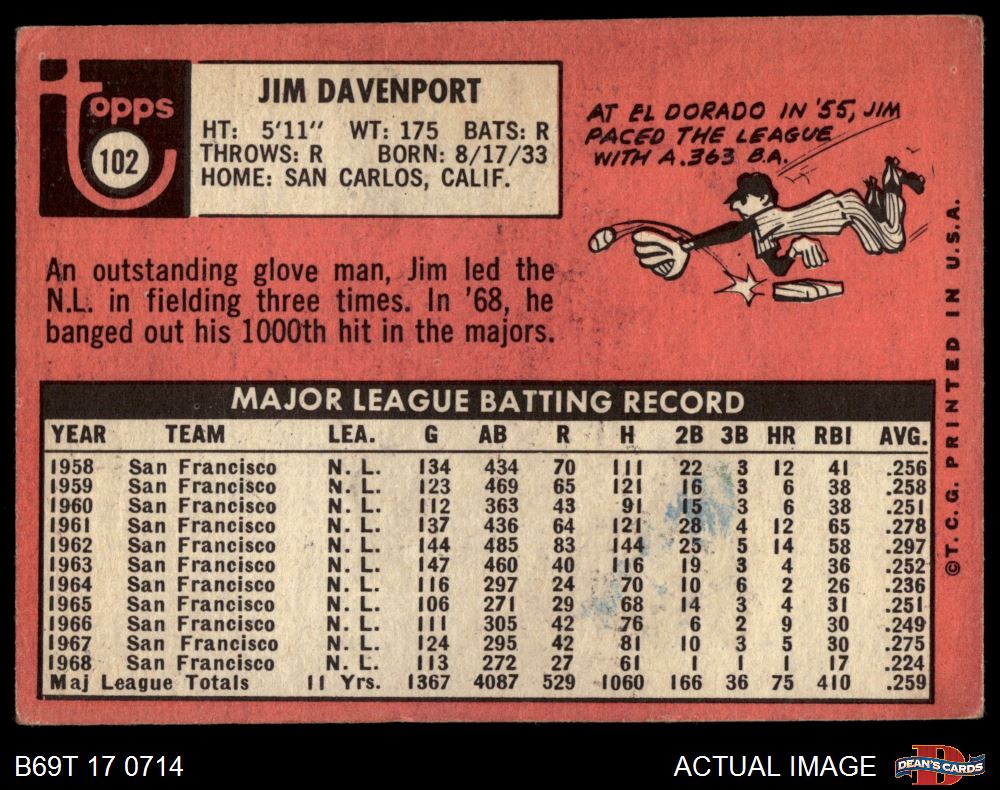 topps
102
JIM DAVENPORT
HT: 5'11" WT: 175 BATS: R
THROWS: R BORN: 8/17/33
HOME: SAN CARLOS, CALIF.
AT EL DORADO IN '55, JIM
PACED THE LEAGUE
WITH A .363 B.A.
An outstanding glove man, Jim led the
N.L. in fielding three times. In '68, he
banged out his 1000th hit in the majors.
MAJOR LEAGUE BATTING RECORD
YEAR TEAM LEA. G AB R H 2B 3B HR RBI AVG.
1958 San Francisco N. L. 134 434 70 111 22 3 12 41 .256
1959 San Francisco N. L. 123 469 65 121 16 3 6 38 .258
1960 San Francisco N. L. 112 363 43 91 15 3 6 38 .251
1961 San Francisco N. L. 137 436 64 121 28 4 12 65 .278
1962 San Francisco N. L. 144 485 83 144 25 5 14 58 .297
1963 San Francisco N. L. 147 460 40 116 19 3 4 36 .252
1964 San Francisco N. L. 116 297 24 70 10 6 2 26 .236
1965 San Francisco N. L. 106 271 29 68 14 3 4 31 .251
1966 San Francisco N. L. 111 305 42 76 6 2 9 30 .249
1967 San Francisco N. L. 124 295 42 81 10 3 5 30 .275
1968 San Francisco N. L. 113 272 27 61 1 1 1 17 .224
Maj League Totals 11 Yrs. 1367 4087 529 1060 166 36 75 410 .259
©T. C. G. PRINTED IN U.S.A.
B69T 17 0714
ACTUAL IMAGE
D
DEAN'S CARDS